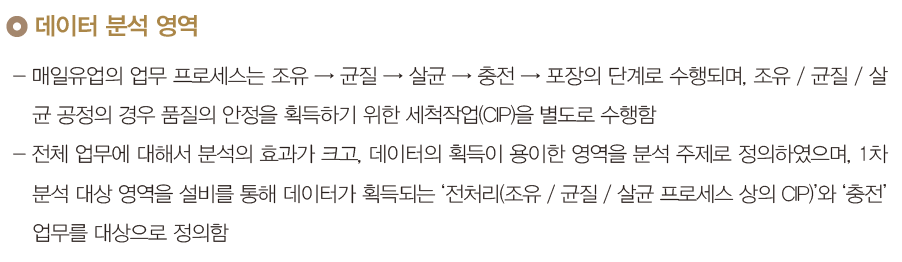 데이터 분석 영역
– 매일유업의 업무 프로세스는 조유 → 균질 → 살균 → 충전 → 포장의 단계로 수행되며, 조유 / 균질 / 살
균 공정의 경우 품질의 안정을 획득하기 위한 세척작업(CIP)을 별도로 수행함
– 전체 업무에 대해서 분석의 효과가 크고, 데이터의 획득이 용이한 영역을 분석 주제로 정의하였으며, 1차
분석 대상 영역을 설비를 통해 데이터가 획득되는 ‘전처리(조유 / 균질 / 살균 프로세스 상의 CIP)’와 ‘충전’
업무를 대상으로 정의함